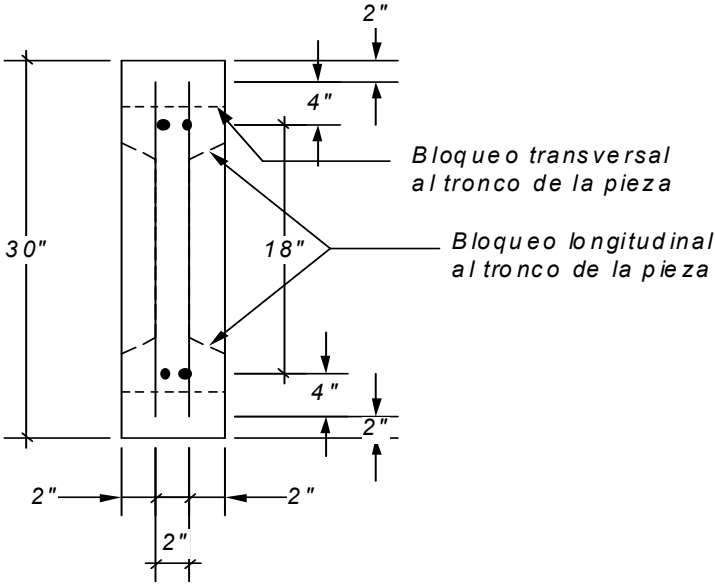 2"
4"
Bloqueo transversal
al tronco de la pieza
30"
18"
Bloqueo longitudinal
al tronco de la pieza
4"
2"
2"
2"
2"